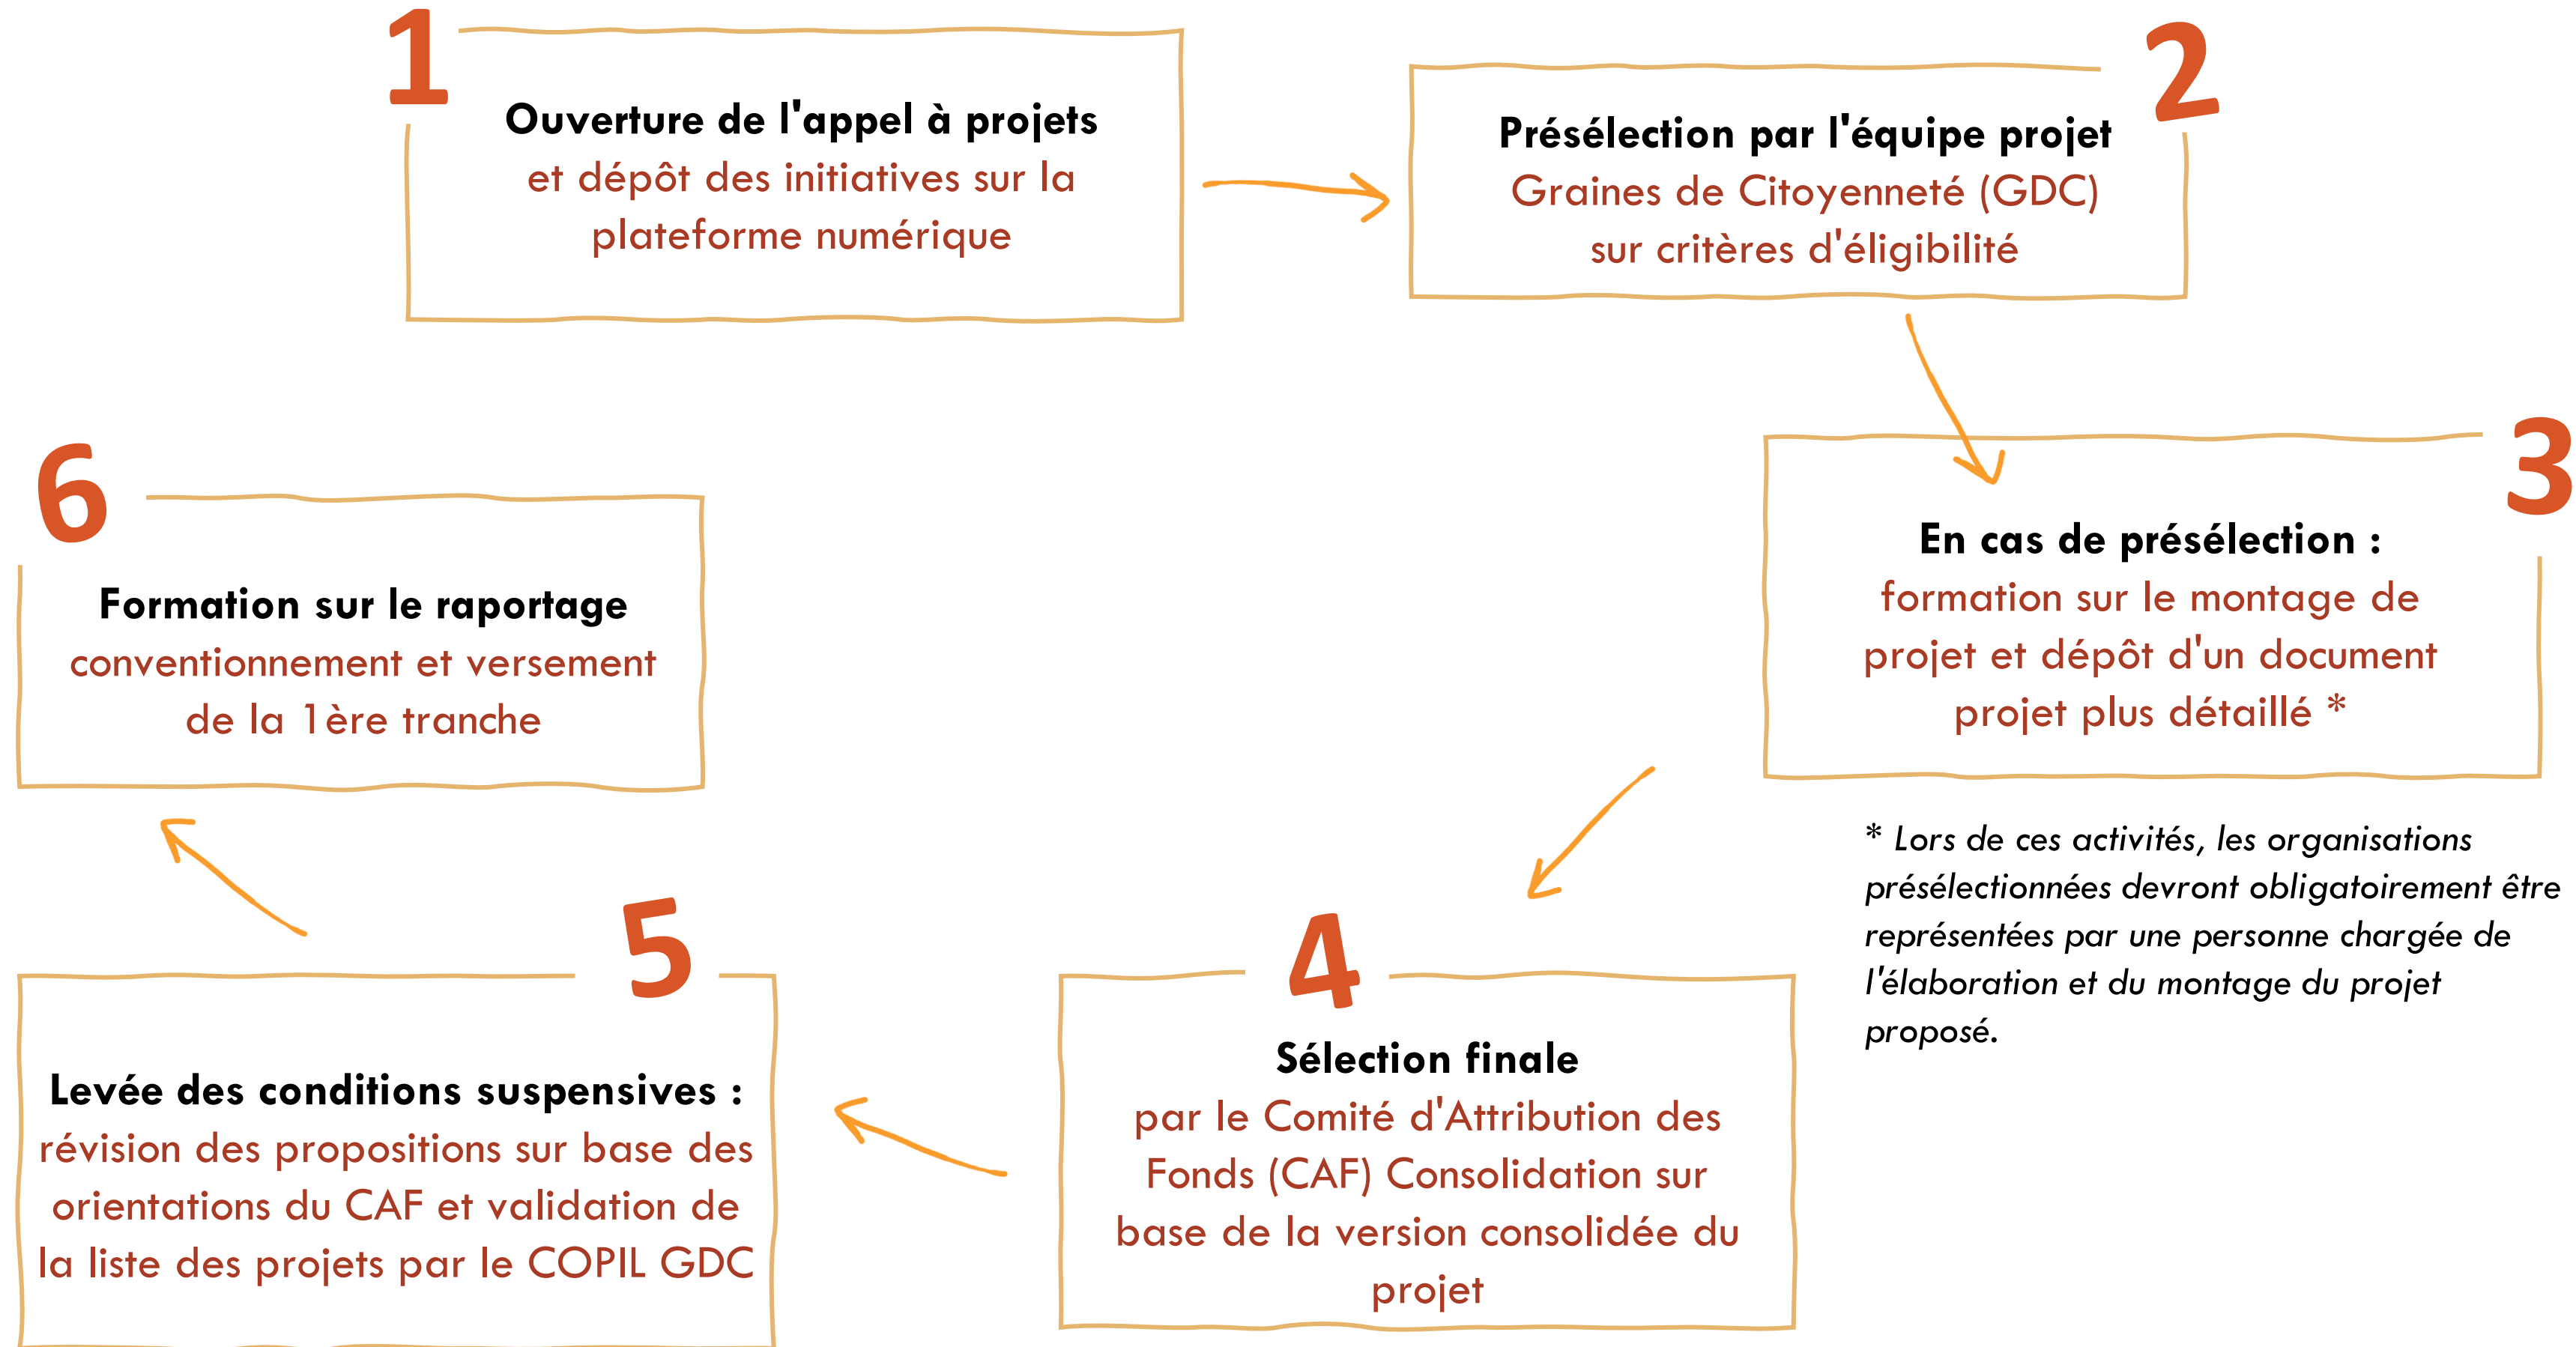 1
Ouverture de l'appel à projets
et dépôt des initiatives sur la
plateforme numérique
2
Présélection par l'équipe projet
Graines de Citoyenneté (GDC)
sur critères d'éligibilité
3
En cas de présélection :
formation sur le montage de
projet et dépôt d'un document
projet plus détaillé *
* Lors de ces activités, les organisations
présélectionnées devront obligatoirement être
représentées par une personne chargée de
l'élaboration et du montage du projet
proposé.
4
Sélection finale
par le Comité d'Attribution des
Fonds (CAF) Consolidation sur
base de la version consolidée du
projet
5
Levée des conditions suspensives :
révision des propositions sur base des
orientations du CAF et validation de
la liste des projets par le COPIL GDC
6
Formation sur le raportage
conventionnement et versement
de la 1ère tranche